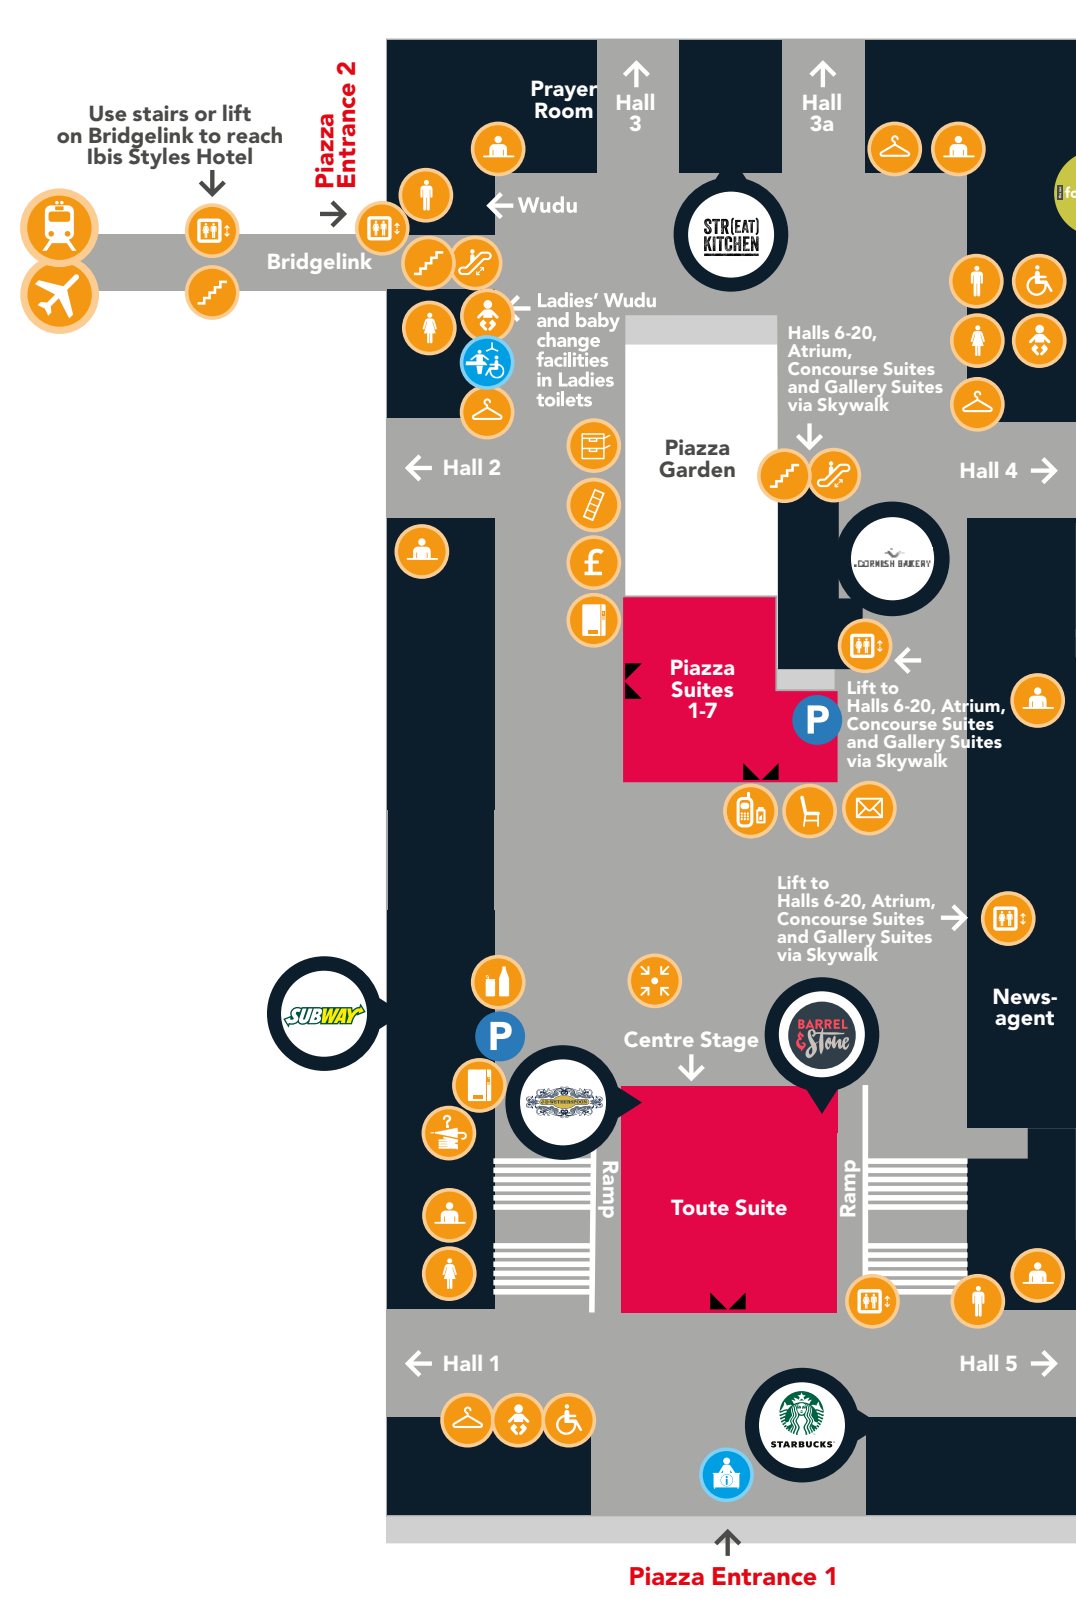 Use stairs or lift
on Bridgelink to reach
Ibis Styles Hotel
Piazza
Entrance 2
Prayer
Room
Hall
3
Hall
3a
fo
Wudu
STR(EAT)
KITCHEN
Bridgelink
Ladies' Wudu
and baby
change
facilities
in Ladies
toilets
Halls 6-20,
Atrium,
Concourse Suites
and Gallery Suites
via Skywalk
Hall 2
Piazza
Garden
Hall 4
CORNISH BAKERY
£
Piazza
Suites
1-7
P
Lift to
Halls 6-20, Atrium,
Concourse Suites
and Gallery Suites
via Skywalk
Lift to
Halls 6-20, Atrium,
Concourse Suites
and Gallery Suites
via Skywalk
News-
agent
SUBWAY
P
Centre Stage
BARREL
& Stone
J.D. WETHERSPOON
?
Ramp
Toute Suite
Ramp
Hall 1
Hall 5
STARBUCKS
i
Piazza Entrance 1